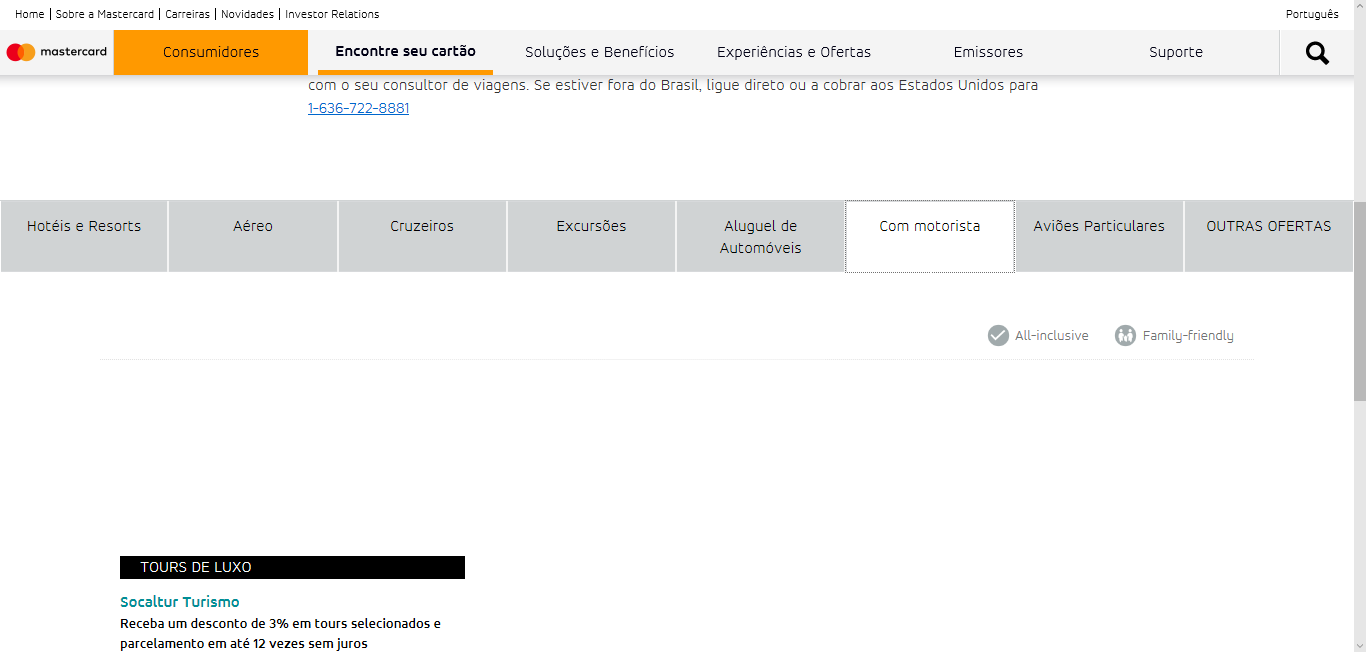 Home | Sobre a Mastercard | Carreiras | Novidades | Investor Relations
Português
mastercard
Consumidores
Encontre seu cartão
Soluções e Benefícios
Experiências e Ofertas
Emissores
Suporte
com o seu consultor de viagens. Se estiver fora do Brasil, ligue direto ou a cobrar aos Estados Unidos para
1-636-722-8881
Hotéis e Resorts
Aéreo
Cruzeiros
Excursões
Aluguel de
Automóveis
Com motorista
Aviões Particulares
OUTRAS OFERTAS
All-inclusive
Family-friendly
TOURS DE LUXO
Socaltur Turismo
Receba um desconto de 3% em tours selecionados e
parcelamento em até 12 vezes sem juros